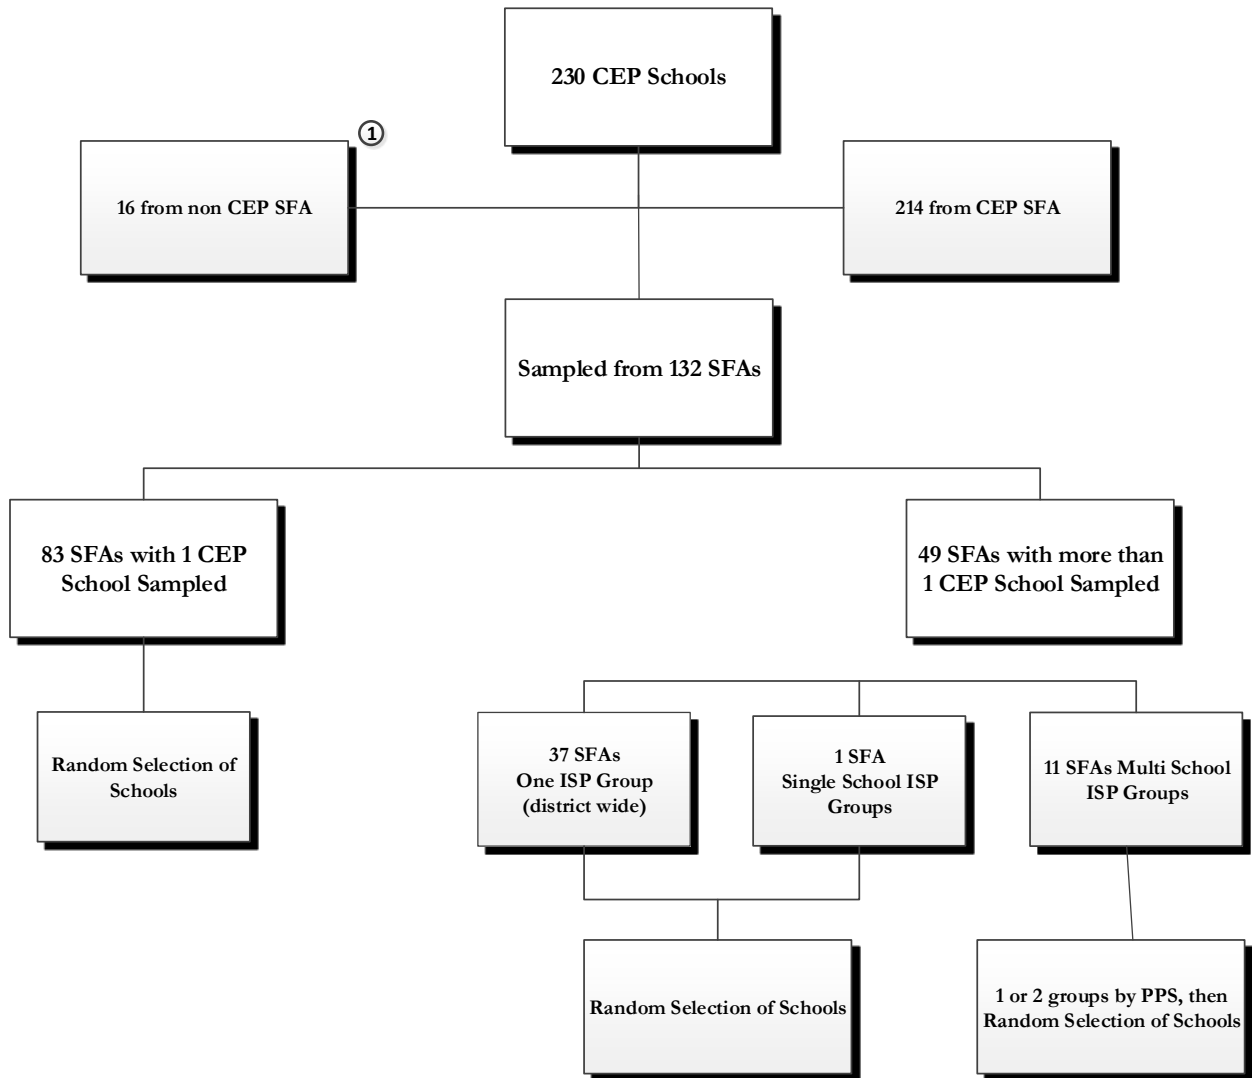 230 CEP Schools
1
16 from non CEP SFA
214 from CEP SFA
Sampled from 132 SFAs
83 SFAs with 1 CEP
School Sampled
49 SFAs with more than
1 CEP School Sampled
Random Selection of
Schools
37 SFAs
One ISP Group
(district wide)
1 SFA
Single School ISP
Groups
11 SFAs Multi School
ISP Groups
Random Selection of Schools
1 or 2 groups by PPS, then
Random Selection of Schools